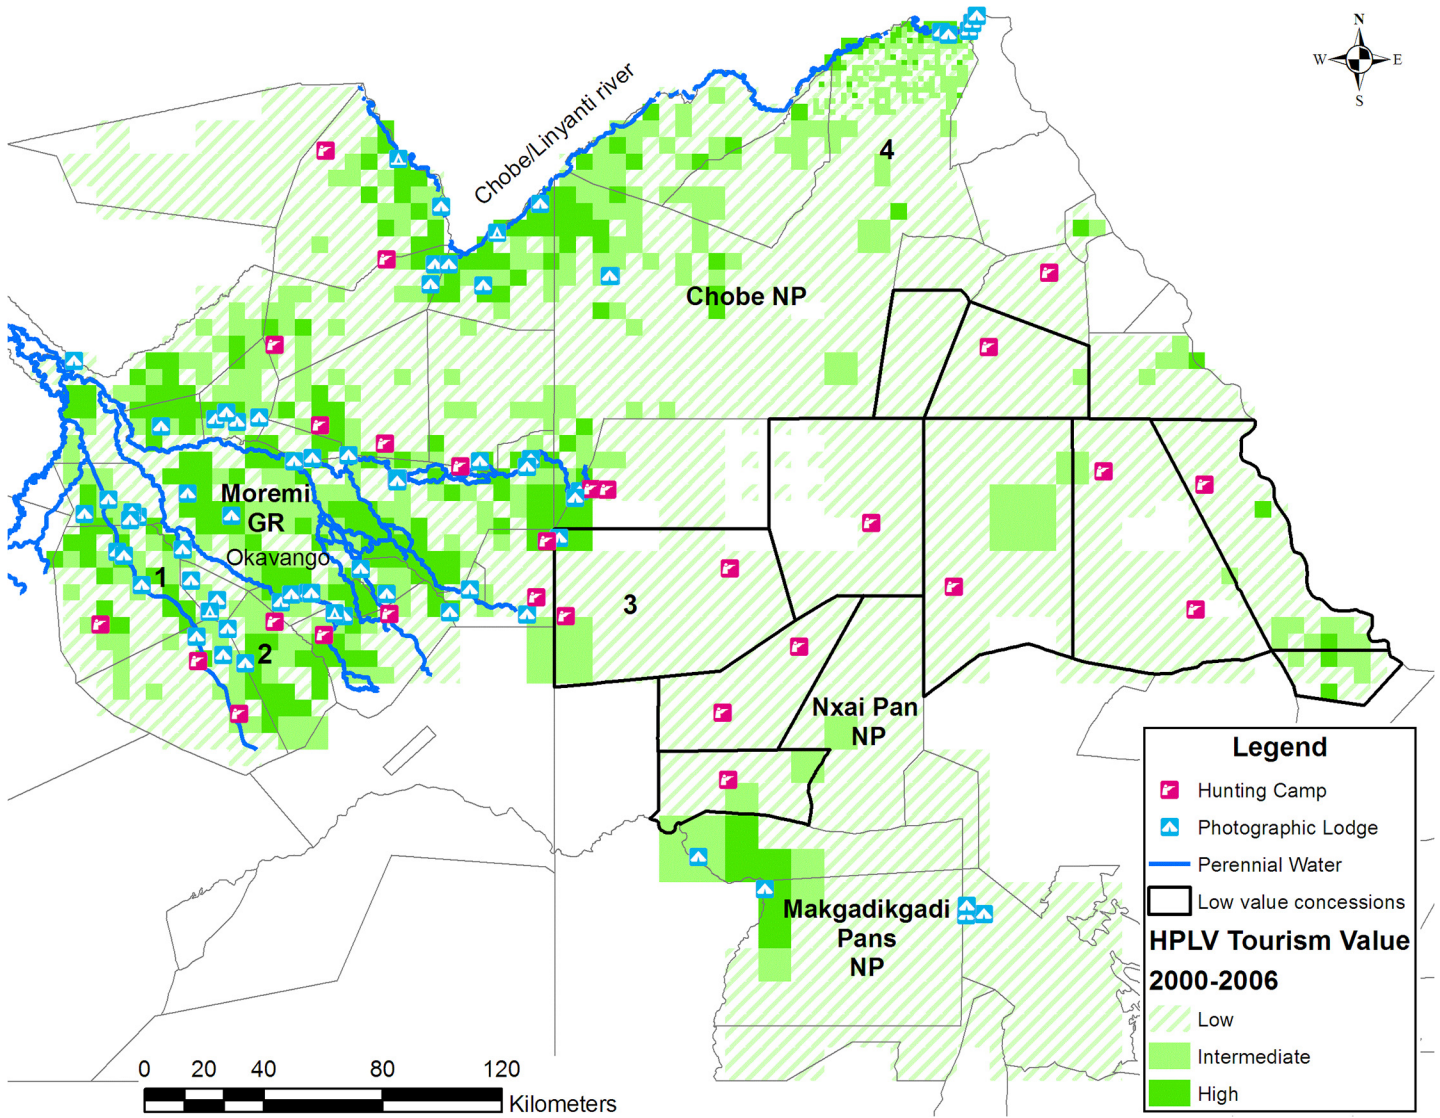 N
W
E
S
Chobe/Linyanti river
4
Chobe NP
Moremi
GR
Okavango
1
2
3
Nxai Pan
NP
Makgadikgadi
Pans
NP
Legend
Hunting Camp
Photographic Lodge
Perennial Water
Low value concessions
HPLV Tourism Value
2000-2006
Low
Intermediate
High
0 20 40 80 120
Kilometers